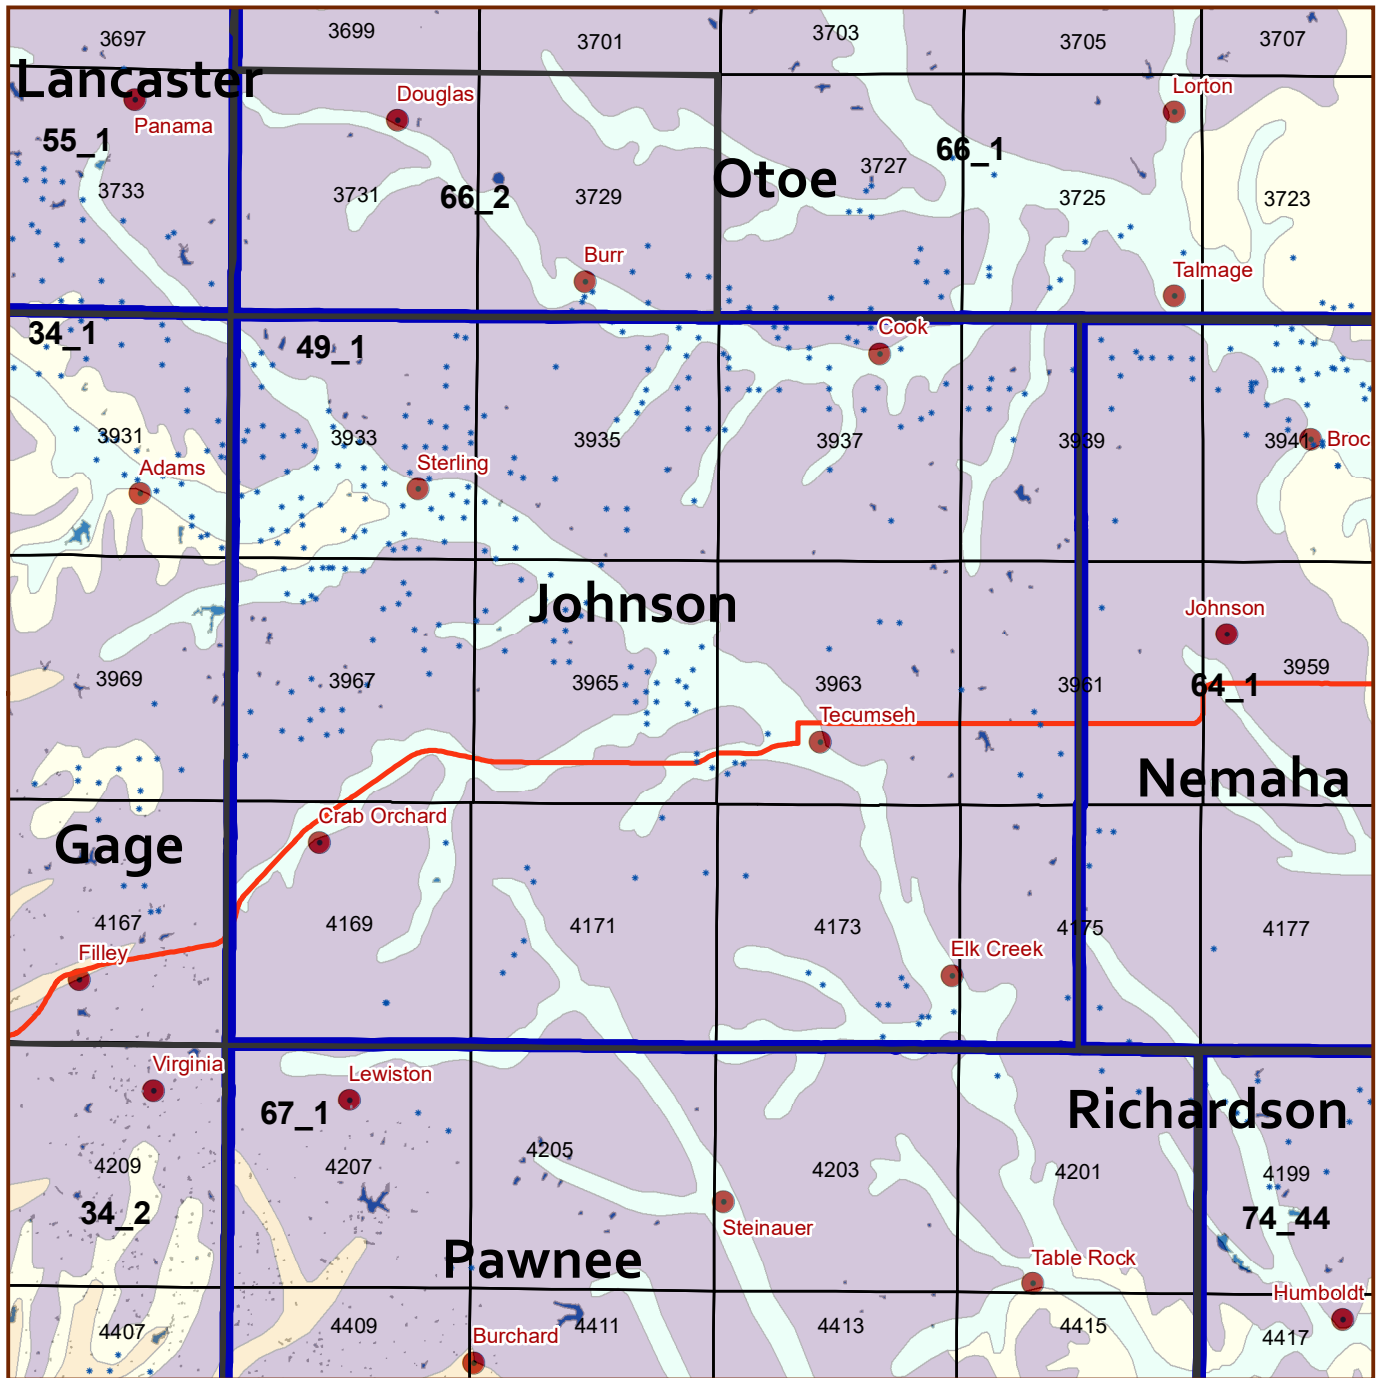 3697
3699
3701
3703
3705
3707
Lancaster
Panama
Douglas
Lorton
55_1
66_1
3733
3731
66_2
3729
Otoe
3727
3725
3723
Burr
Talmage
34_1
49_1
Cook
3931
3933
3935
3937
3939
3941
Broc
Adams
Sterling
Johnson
Johnson
3969
3967
3965
3963
3961
64_1
3959
Tecumseh
Nemaha
Gage
Crab Orchard
4167
4169
4171
4173
4175
4177
Filley
Elk Creek
Virginia
Lewiston
67_1
Richardson
4209
4207
4205
4203
4201
4199
34_2
74_44
Steinauer
Pawnee
Table Rock
Humboldt
4407
4409
Burchard
4411
4413
4415
4417